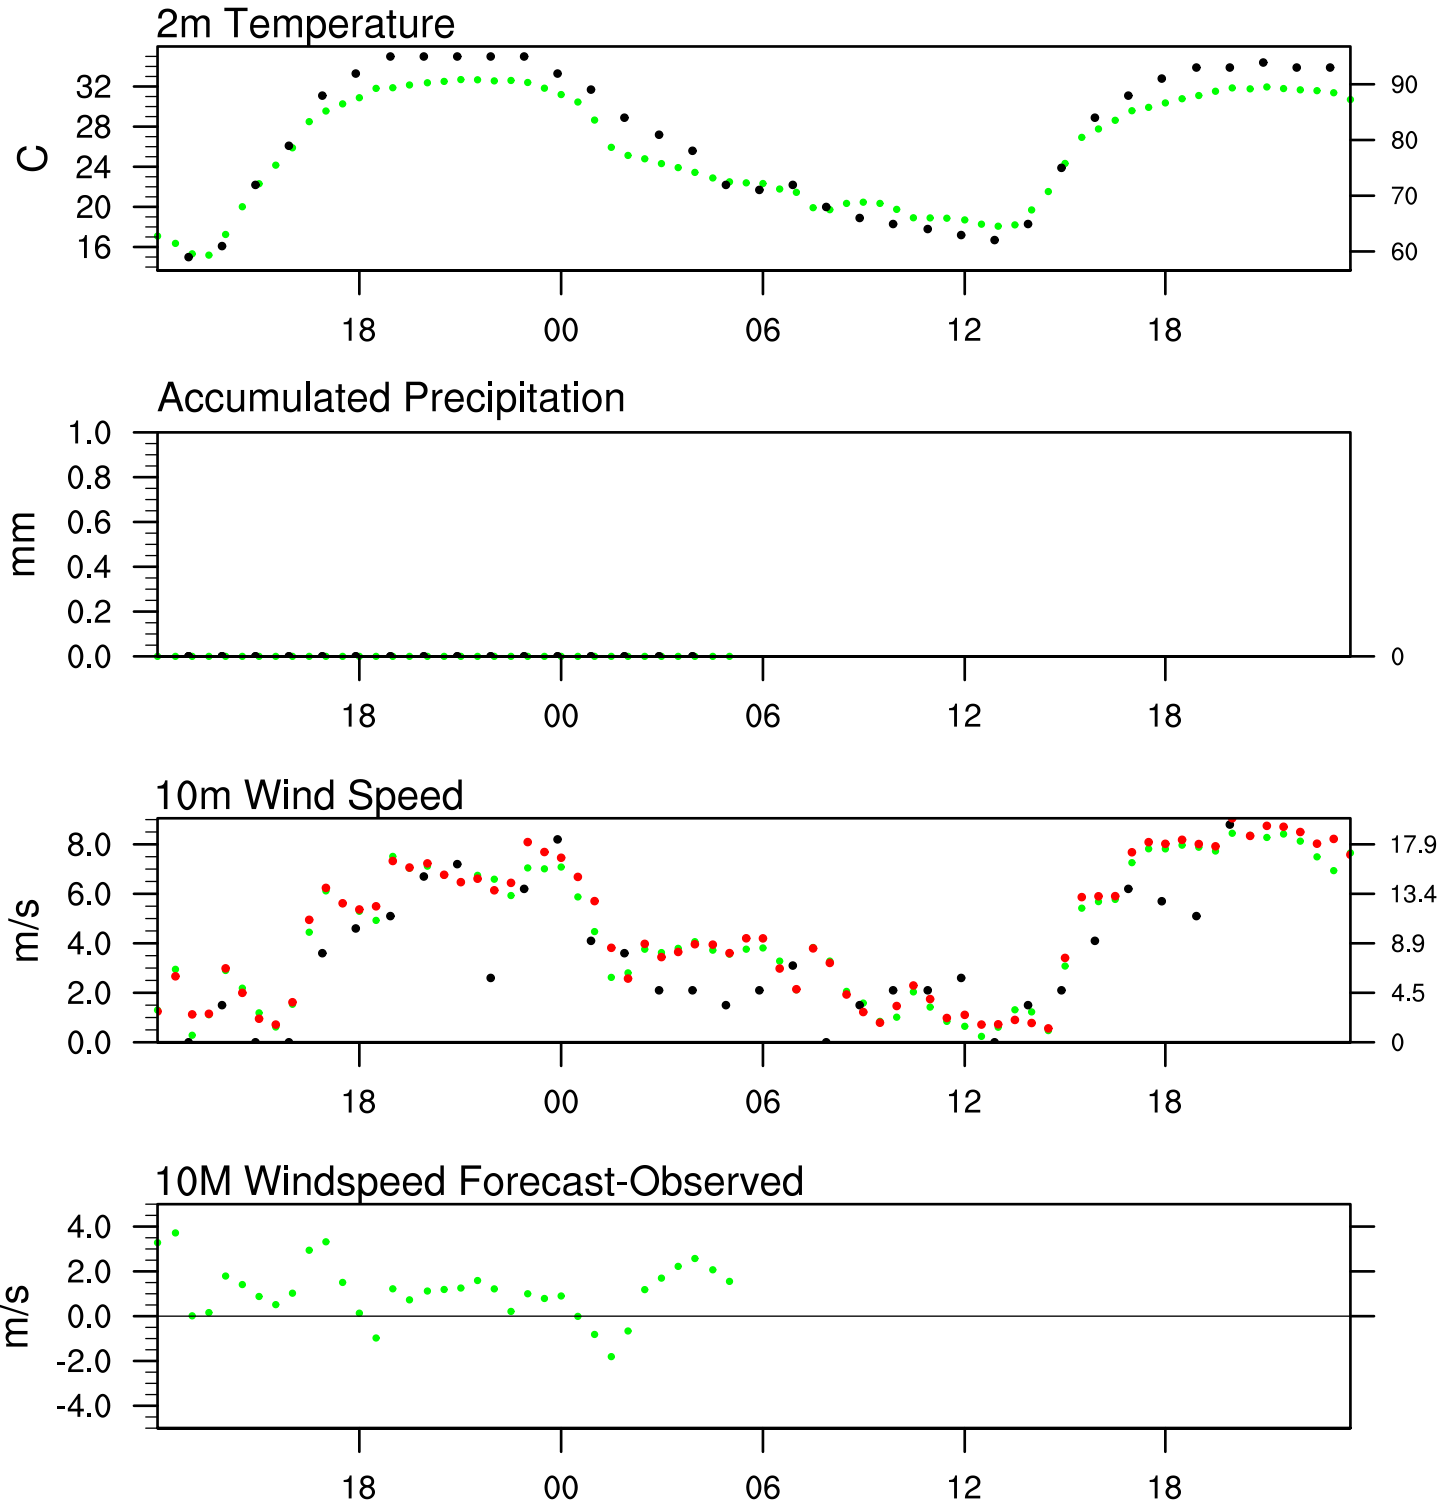 2m Temperature
C
32
28
24
20
16
90
80
70
60
18 00 06 12 18
Accumulated Precipitation
mm
1.0
0.8
0.6
0.4
0.2
0.0
0
18 00 06 12 18
10m Wind Speed
m/s
8.0
6.0
4.0
2.0
0.0
17.9
13.4
8.9
4.5
0
18 00 06 12 18
10M Windspeed Forecast-Observed
m/s
4.0
2.0
0.0
-2.0
-4.0
18 00 06 12 18